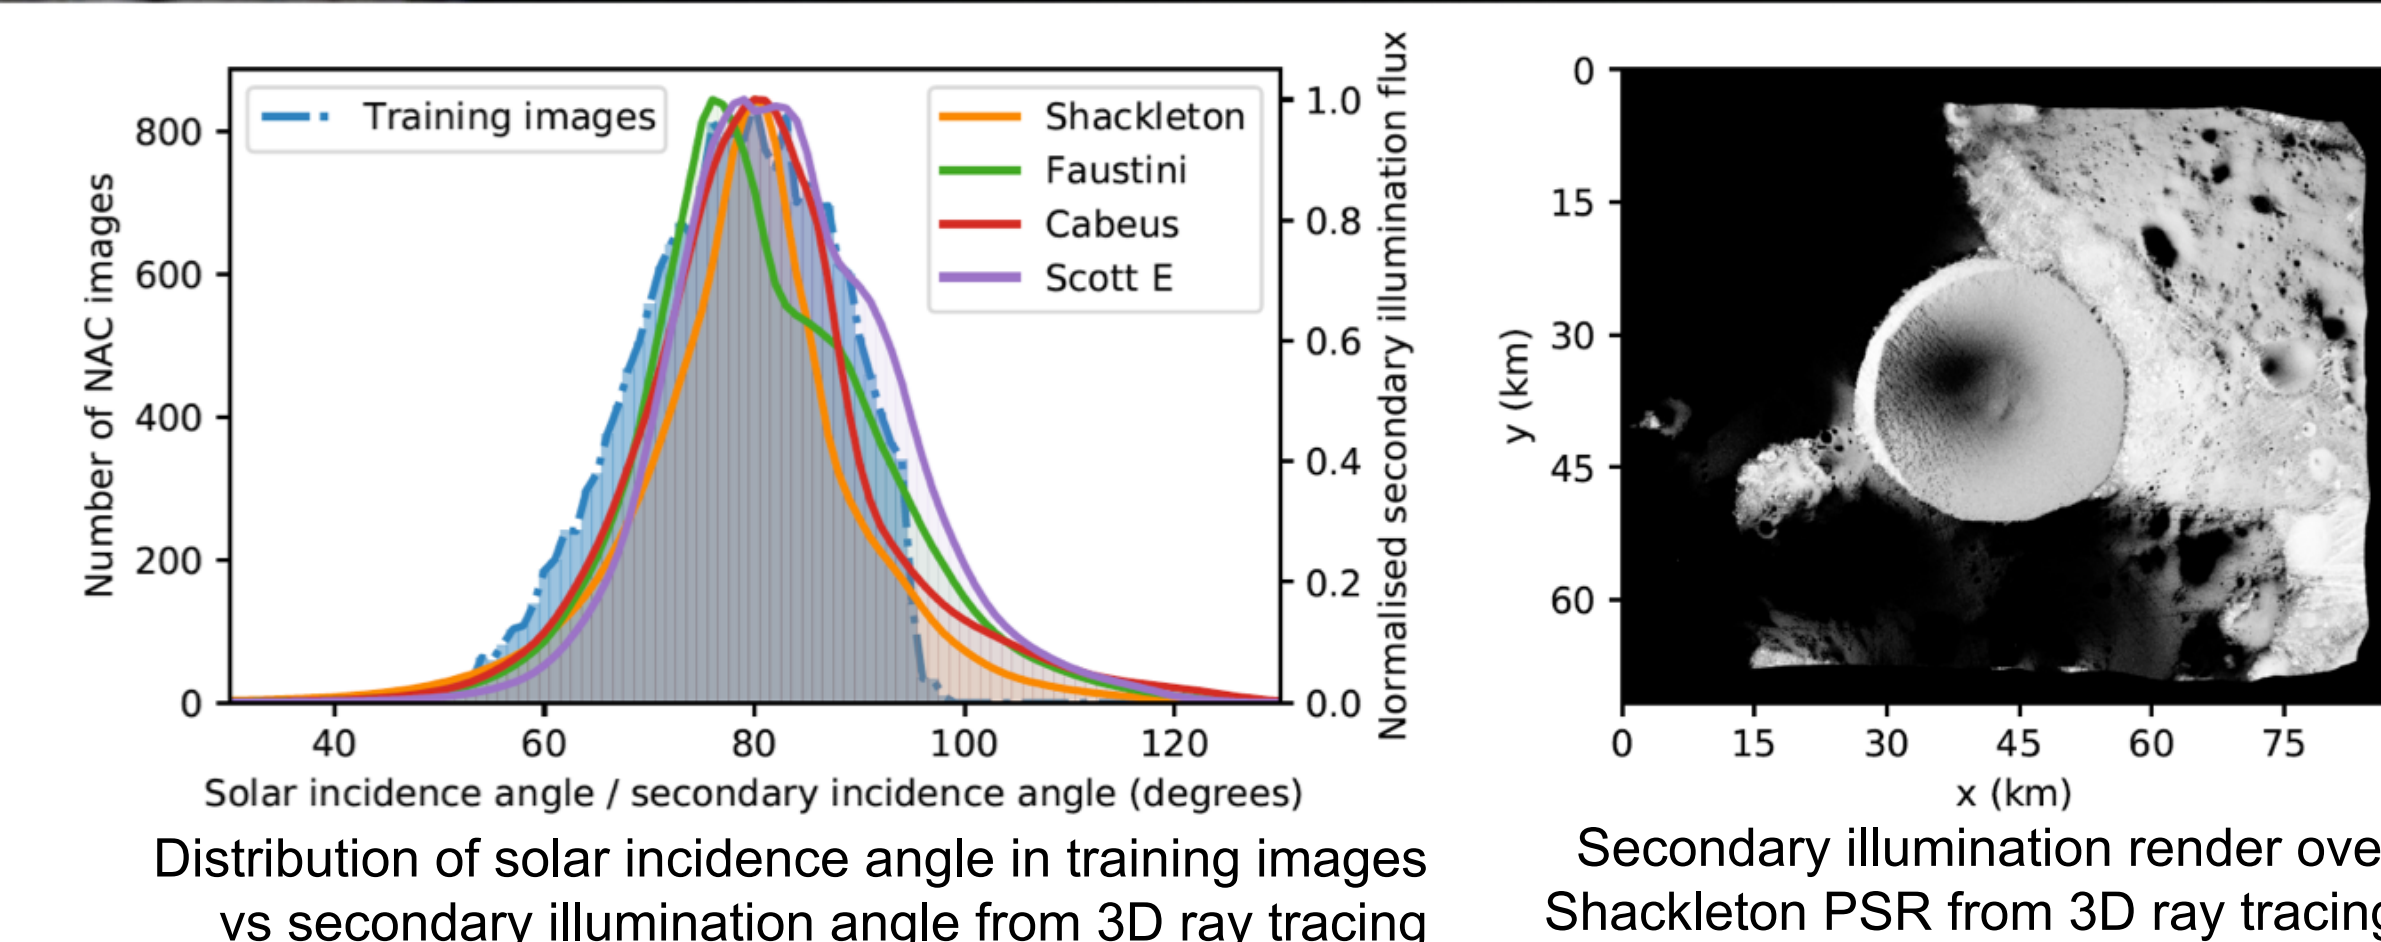 Training images
Shackleton
Faustini
Cabeus
Scott E
800
600
400
200
0
Number of NAC images
1.0
0.8
0.6
0.4
0.2
0.0
Normalised secondary illumination flux
40 60 80 100 120
Solar incidence angle / secondary incidence angle (degrees)
Distribution of solar incidence angle in training images
vs secondary illumination angle from 3D ray tracing
0
15
30
45
60
y (km)
0 15 30 45 60 75
x (km)
Secondary illumination render ove
Shackleton PSR from 3D ray tracing